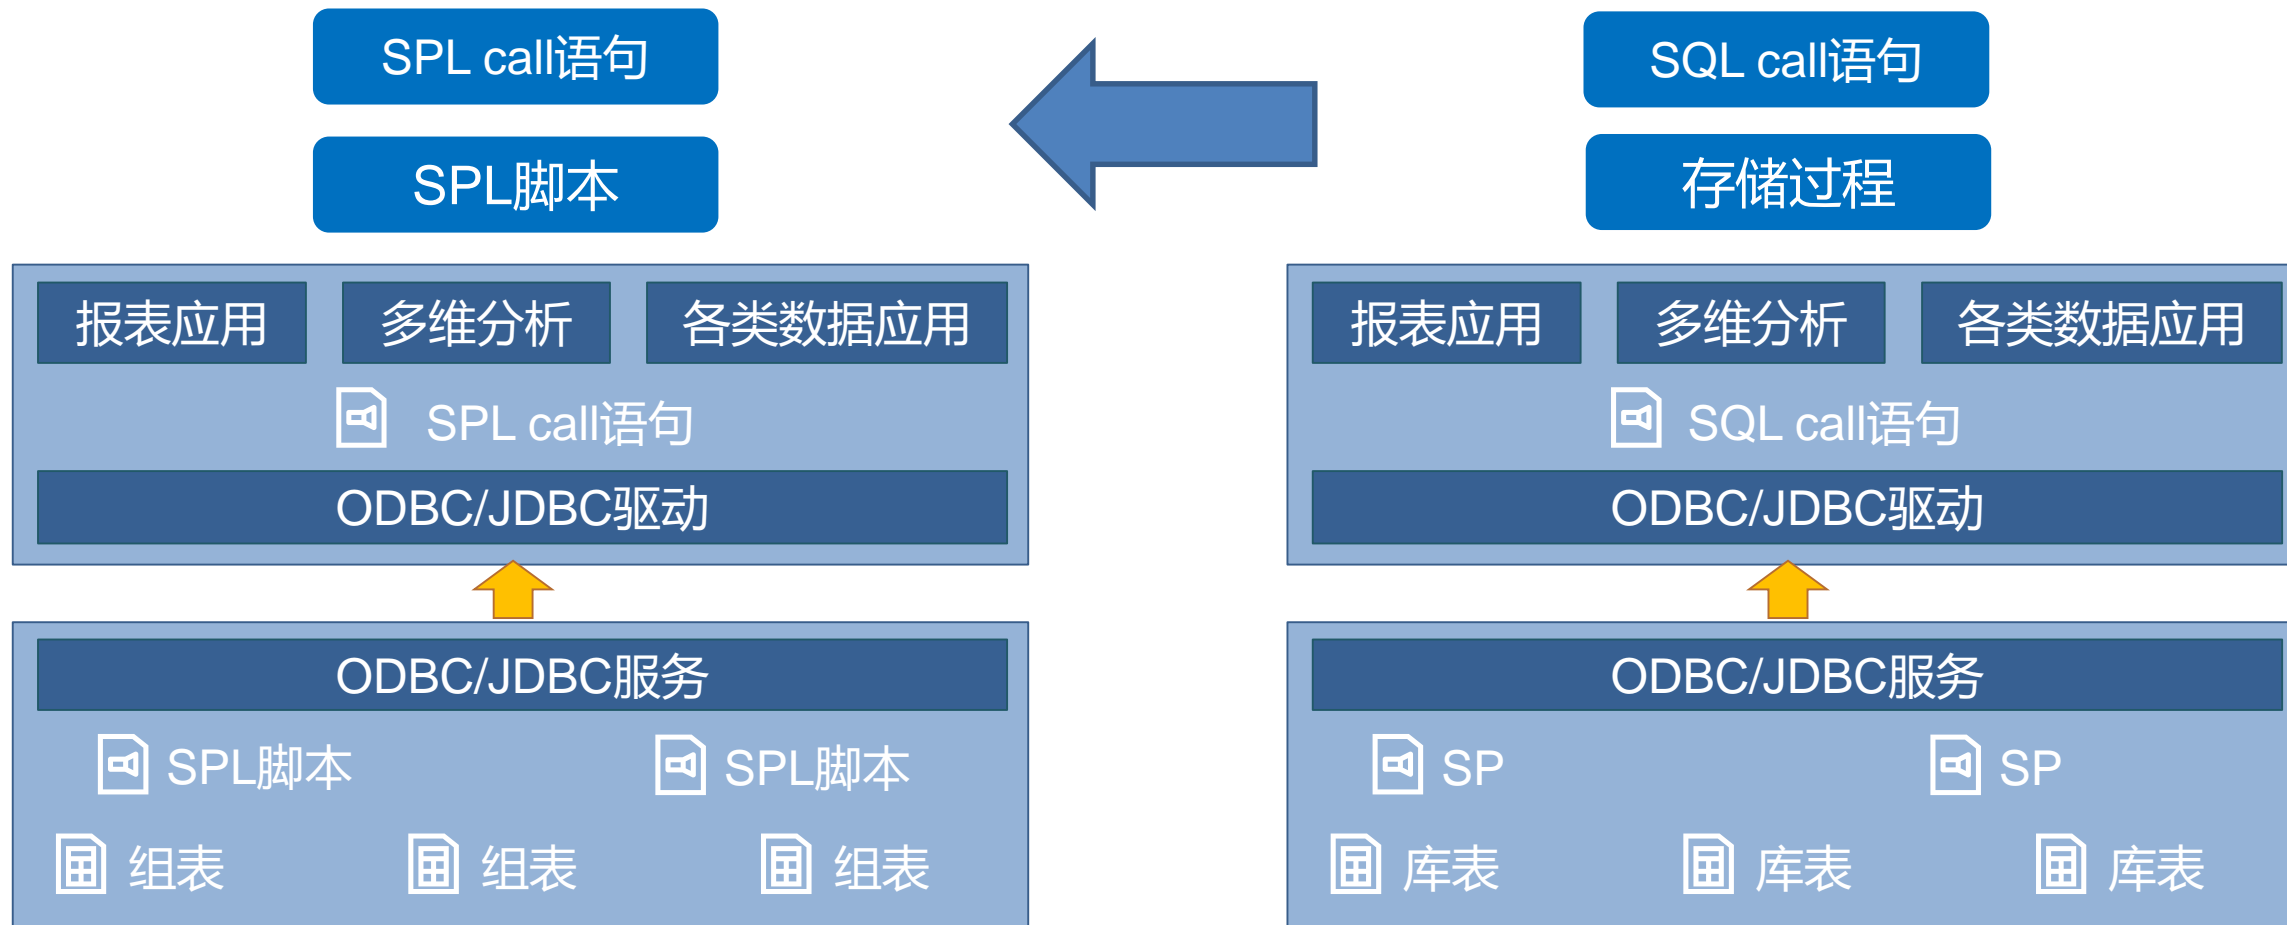 SPL call语句
SQL call语句
SPL脚本
存储过程
报表应用 多维分析 各类数据应用
SPL call语句
ODBC/JDBC驱动
ODBC/JDBC服务
SPL脚本 SPL脚本
组表 组表 组表
报表应用 多维分析 各类数据应用
SQL call语句
ODBC/JDBC驱动
ODBC/JDBC服务
SP SP
库表 库表 库表